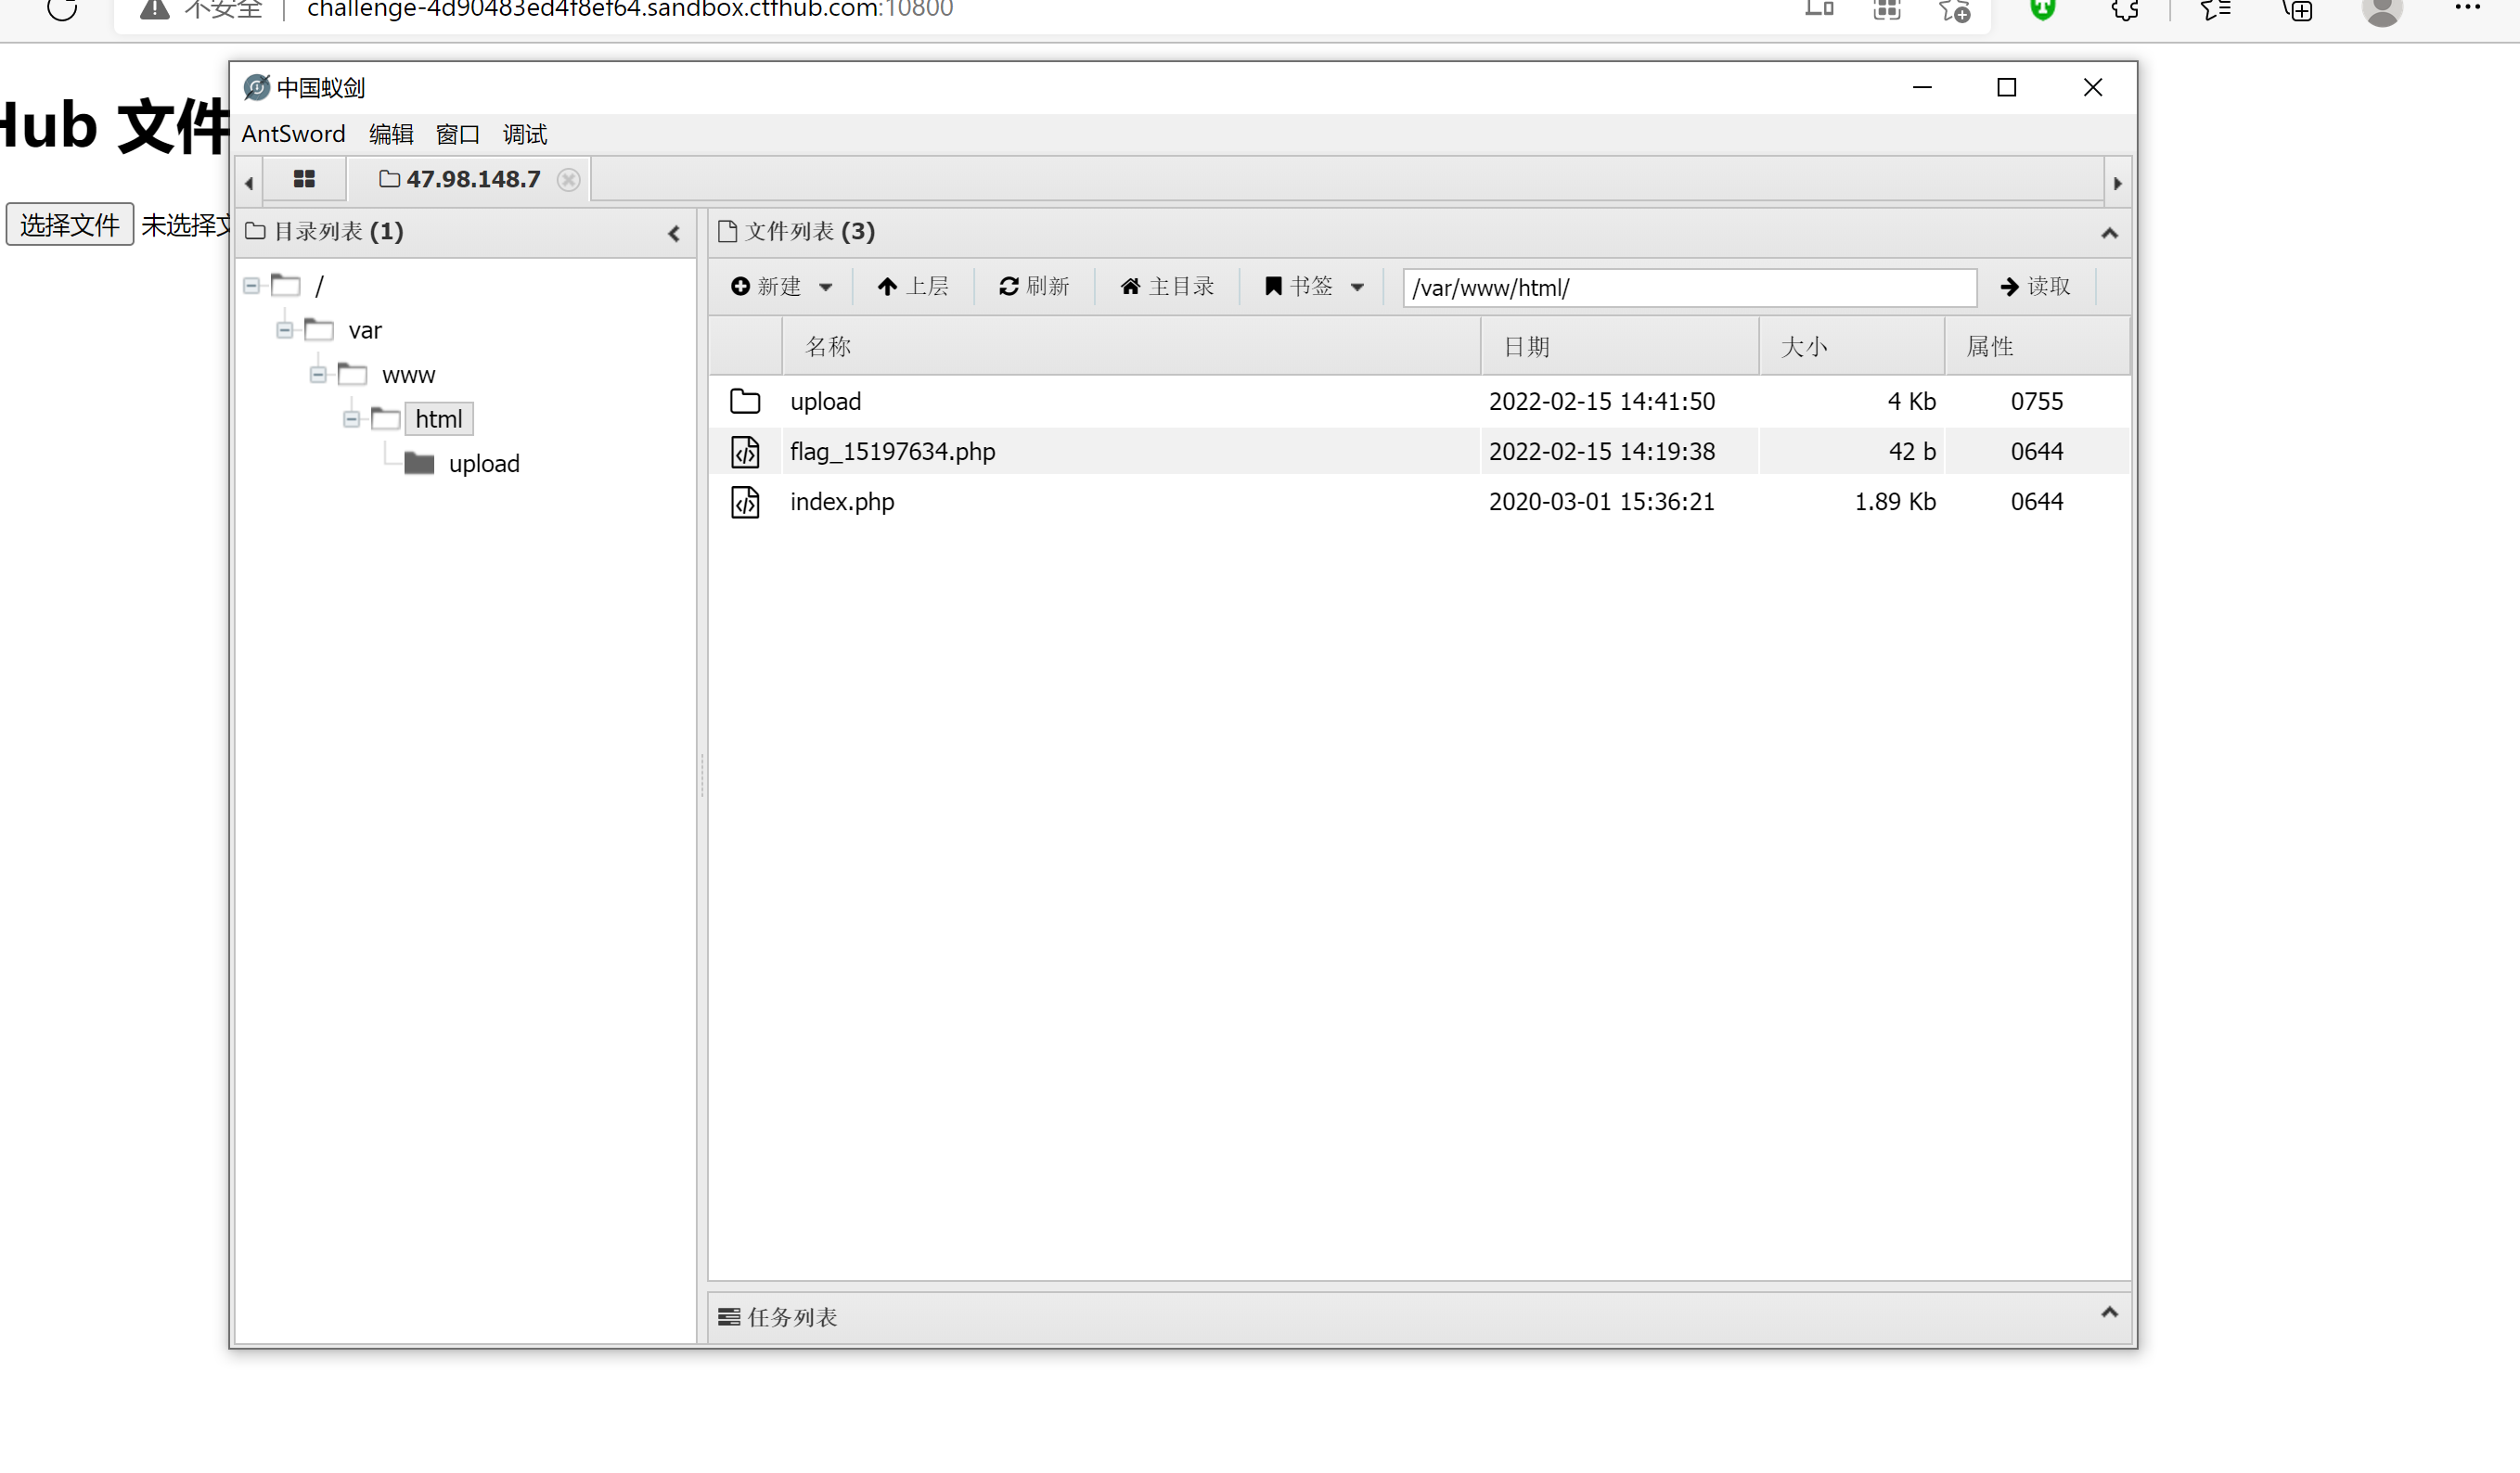 不安全 challenge-4d90483ed4f8ef64.sandbox.ctfhub.com:10800
Hub 文件
选择文件 未选择文
中国蚁剑
AntSword 编辑 窗口 调试
47.98.148.7
目录列表 (1)
/
var
www
html
upload
文件列表 (3)
新建 上层 刷新 主目录 书签 /var/www/html/ 读取
名称 日期 大小 属性
upload 2022-02-15 14:41:50 4 Kb 0755
flag_15197634.php 2022-02-15 14:19:38 42 b 0644
index.php 2020-03-01 15:36:21 1.89 Kb 0644
任务列表